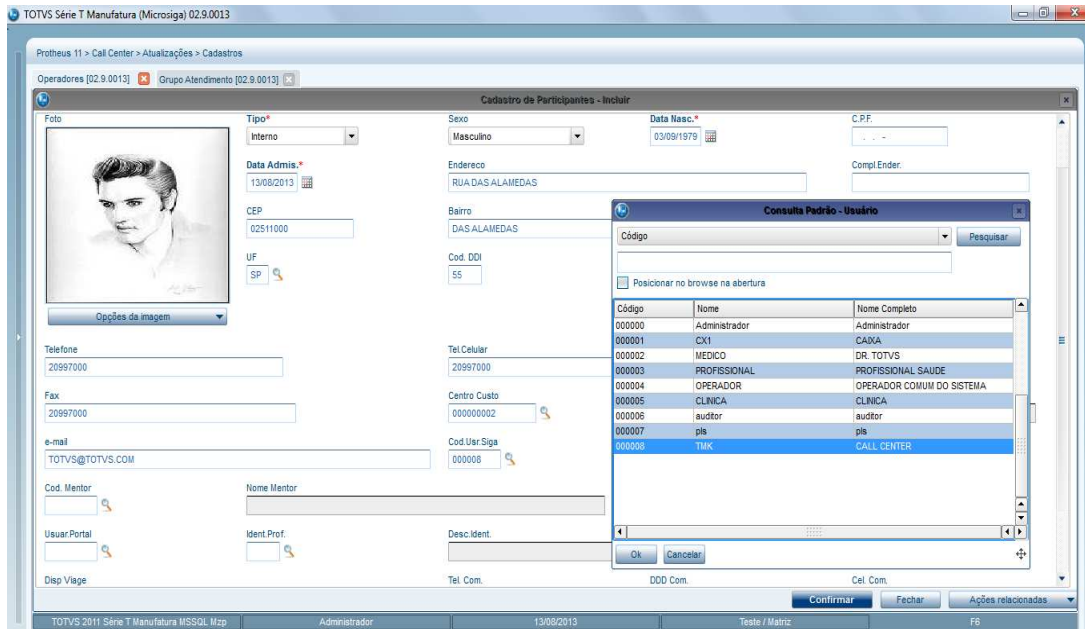 TOTVS Série T Manufatura (Microsiga) 02.9.0013
Protheus 11 > Call Center > Atualizações > Cadastros
Operadores [02.9.0013] Grupo Atendimento [02.9.0013]
Cadastro de Participantes - Incluir
Foto Tipo* Sexo Data Nasc.* C.P.F.
Interno Masculino 03/09/1979 . . -
Data Admis.* Endereco Compl.Ender.
13/08/2013 RUA DAS ALAMEDAS
CEP Bairro
02511000 DAS ALAMEDAS
UF Cod. DDI
SP 55
Opções da imagem
Telefone Tel.Celular
20997000 20997000
Fax Centro Custo
20997000 000000002
e-mail Cod.Usr.Siga
TOTVS@TOTVS.COM 000008
Cod. Mentor Nome Mentor
Usuar.Portal Ident.Prof. Desc.Ident.
Disp Viage Tel. Com. DDD Com. Cel. Com.
Consulta Padrão - Usuário
Código Pesquisar
Posicionar no browse na abertura
Código Nome Nome Completo
000000 Administrador Administrador
000001 CX1 CAIXA
000002 MEDICO DR. TOTVS
000003 PROFISSIONAL PROFISSIONAL SAUDE
000004 OPERADOR OPERADOR COMUM DO SISTEMA
000005 CLINICA CLINICA
000006 auditor auditor
000007 pls pls
000008 TMK CALL CENTER
Ok Cancelar
Confirmar Fechar Ações relacionadas
TOTVS 2011 Série T Manufatura MSSQL Mzp Administrador 13/08/2013 Teste / Matriz F6